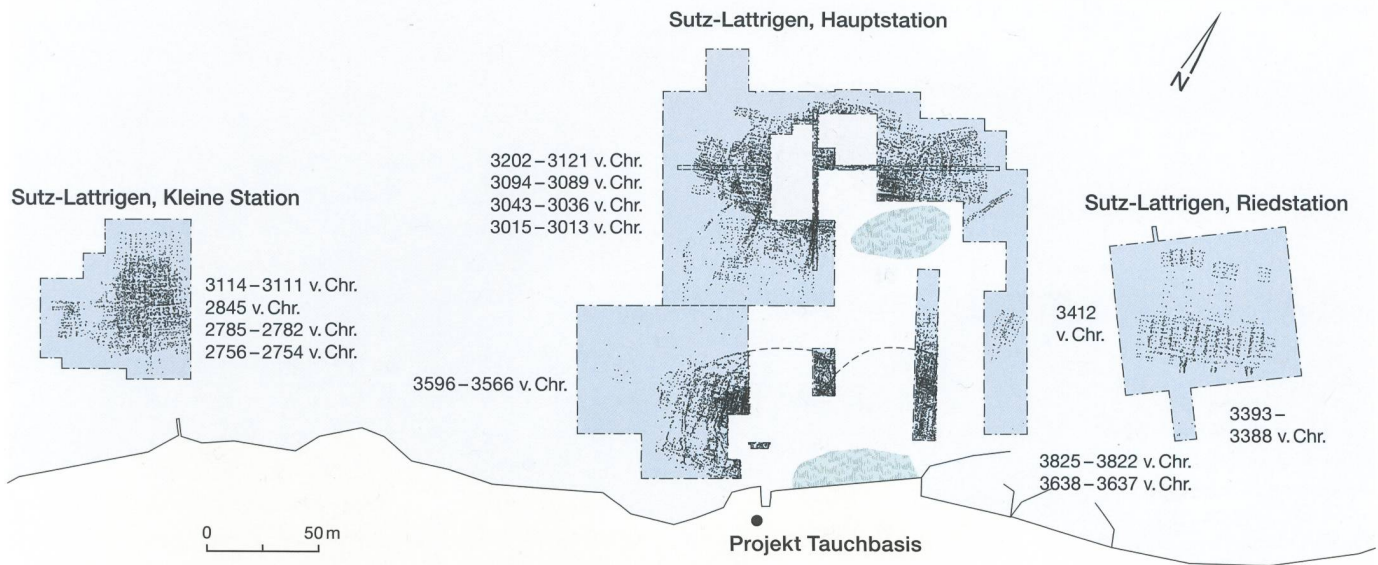 Sutz-Lattrigen, Hauptstation
N
3202–3121 v. Chr.
3094–3089 v. Chr.
3043–3036 v. Chr.
3015–3013 v. Chr.
Sutz-Lattrigen, Kleine Station
3114–3111 v. Chr.
2845 v. Chr.
2785–2782 v. Chr.
2756–2754 v. Chr.
Sutz-Lattrigen, Riedstation
3412
v. Chr.
3596–3566 v. Chr.
3393–
3388 v. Chr.
3825–3822 v. Chr.
3638–3637 v. Chr.
0 50 m
Projekt Tauchbasis